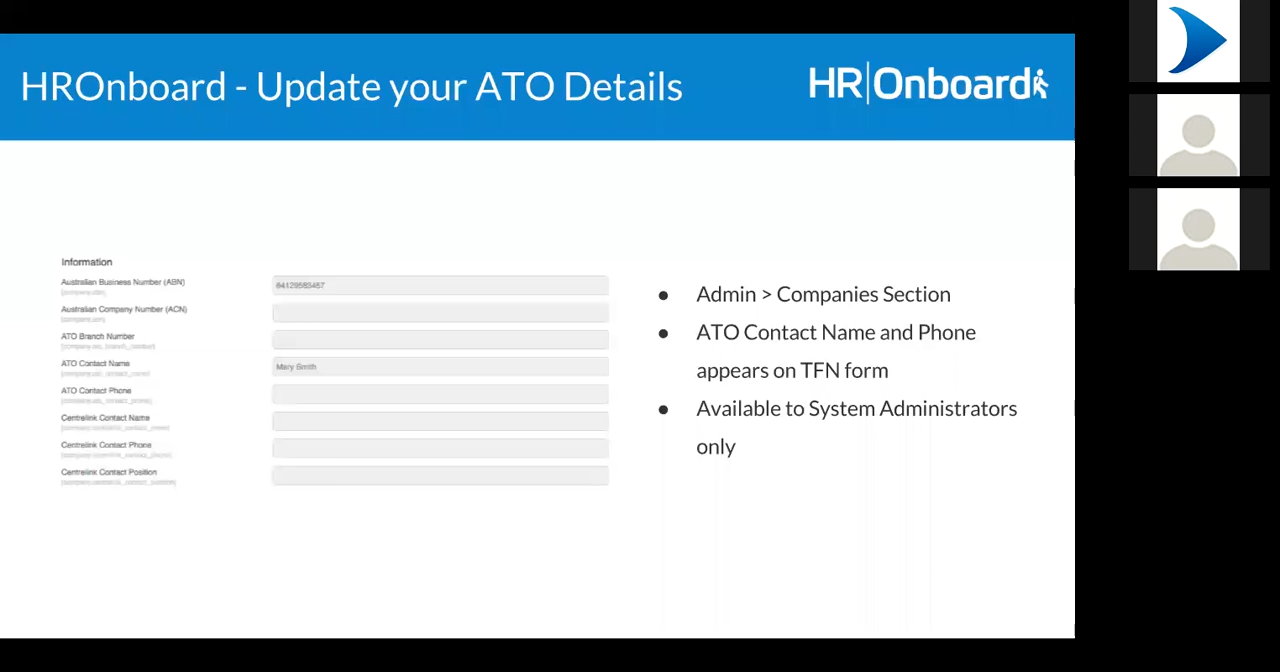 HROnboard - Update your ATO Details
HR|Onboard
Information
Australian Business Number (ABN)
Australian Company Number (ACN)
ATO Branch Number
ATO Contact Name
Mary Smith
ATO Contact Phone
Centrelink Contact Name
Centrelink Contact Phone
Centrelink Contact Position
● Admin > Companies Section
● ATO Contact Name and Phone
appears on TFN form
● Available to System Administrators
only